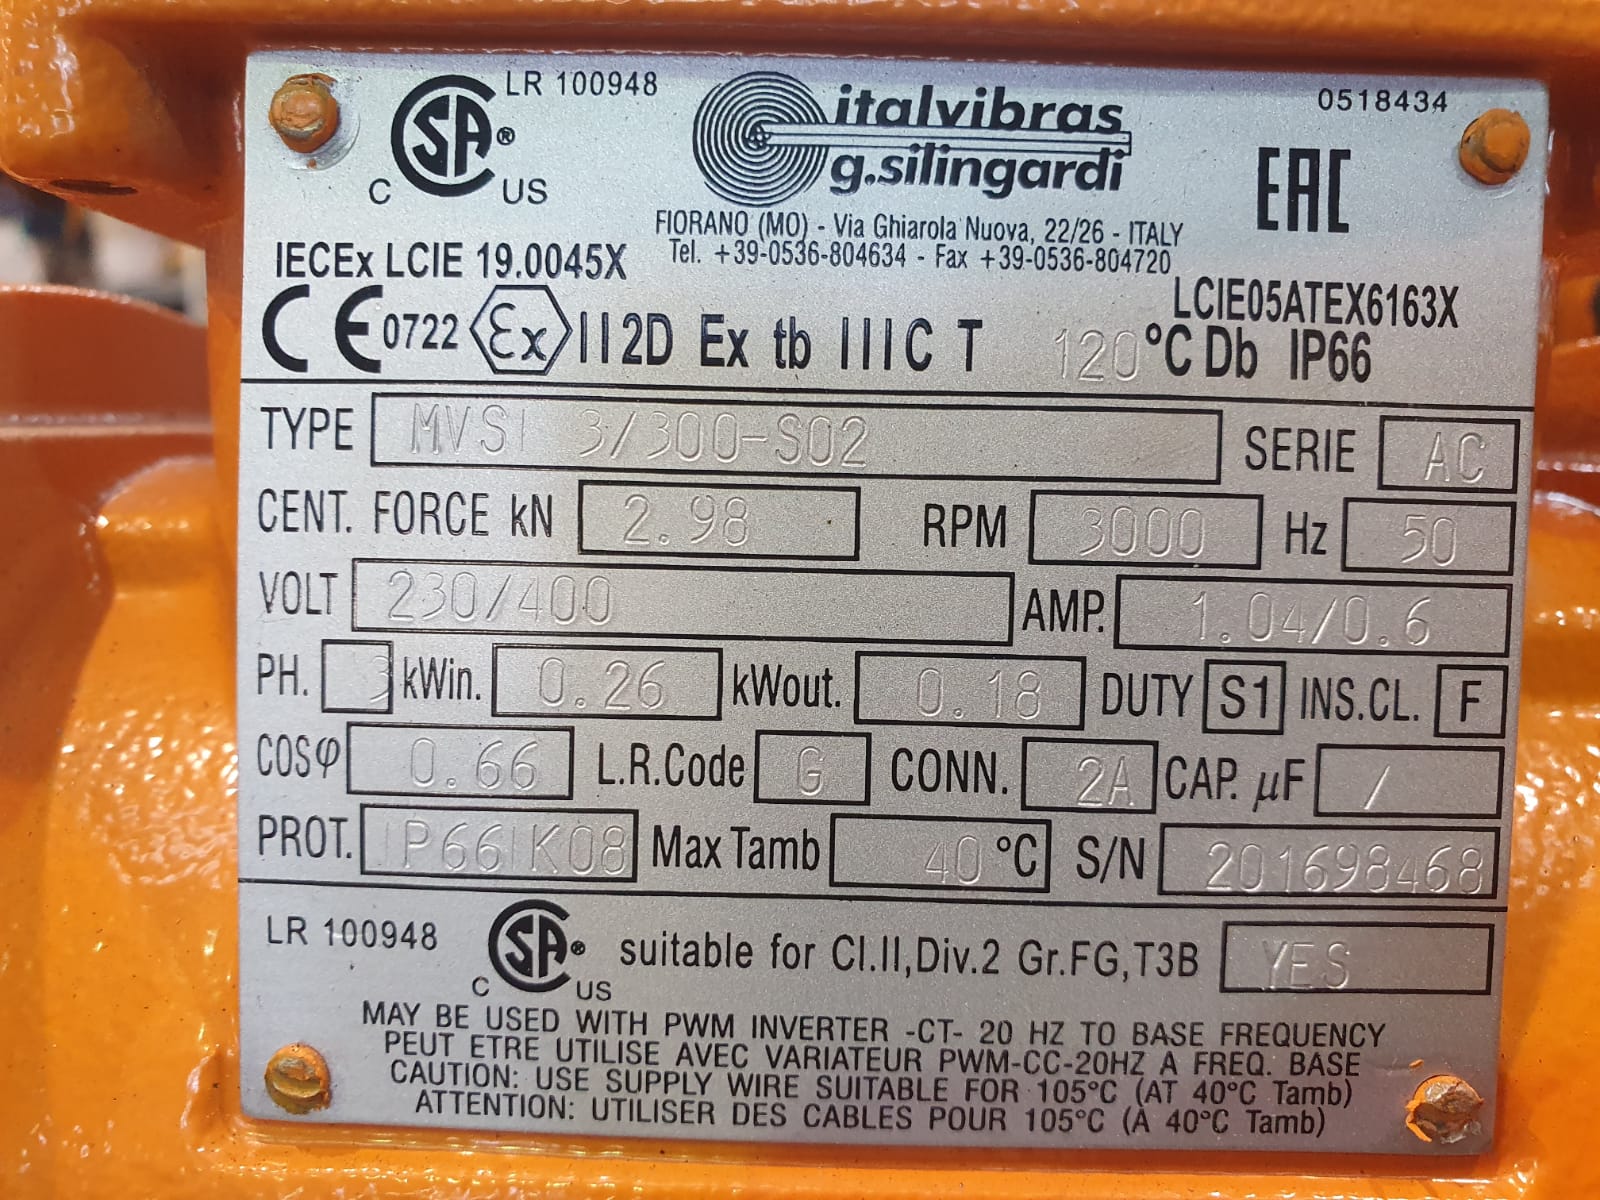 LR 100948
SA®
C US
italvibras
g.silingardi
0518434
EAC
FIORANO (MO) - Via Ghiarola Nuova, 22/26 - ITALY
Tel. +39-0536-804634 - Fax +39-0536-804720
IECEx LCIE 19.0045X
LCIE05ATEX6163X
CE 0722 Ex II 2D Ex tb IIIC T 120 °C Db IP66
TYPE MVSI 3/300-S02 SERIE AC
CENT. FORCE kN 2.98 RPM 3000 Hz 50
VOLT 230/400 AMP. 1.04/0.6
PH. 3 kWin. 0.26 kWout. 0.18 DUTY S1 INS.CL. F
COSφ 0.66 L.R.Code G CONN. 2A CAP. µF /
PROT. IP66IK08 Max Tamb 40 °C S/N 201698468
LR 100948 C SA® US suitable for Cl.II,Div.2 Gr.FG,T3B YES
MAY BE USED WITH PWM INVERTER -CT- 20 HZ TO BASE FREQUENCY
PEUT ETRE UTILISE AVEC VARIATEUR PWM-CC-20HZ A FREQ. BASE
CAUTION: USE SUPPLY WIRE SUITABLE FOR 105°C (AT 40°C Tamb)
ATTENTION: UTILISER DES CABLES POUR 105°C (A 40°C Tamb)